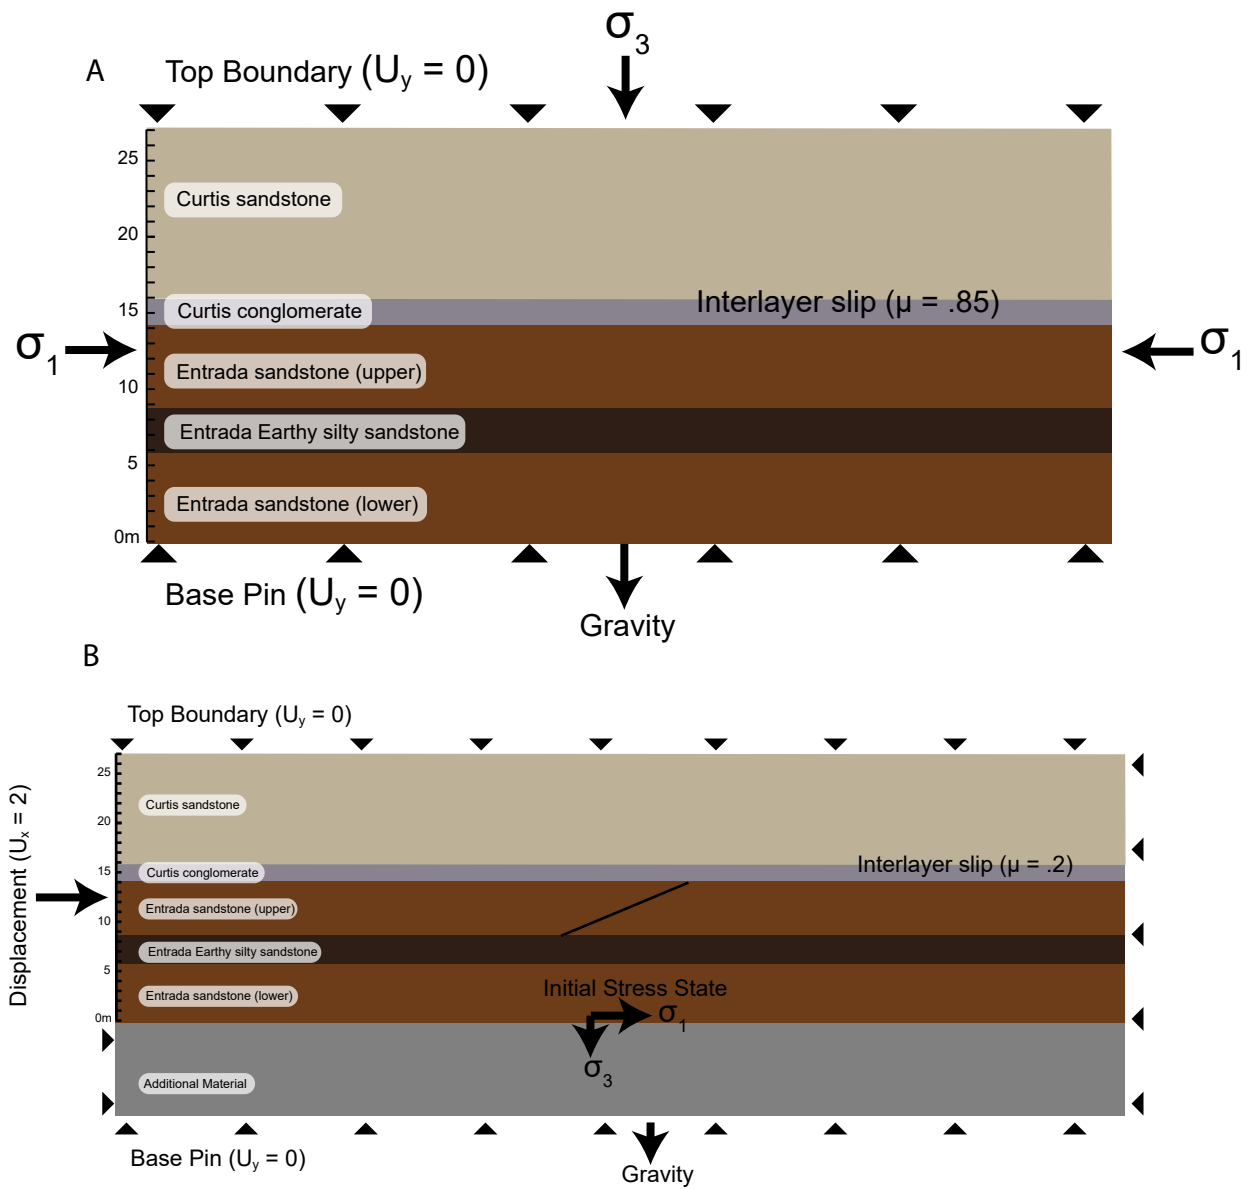 A
Top Boundary (Uy = 0)
σ3
25
Curtis sandstone
20
15
Curtis conglomerate
Interlayer slip (μ = .85)
σ1
σ1
Entrada sandstone (upper)
10
Entrada Earthy silty sandstone
5
Entrada sandstone (lower)
0m
Base Pin (Uy = 0)
Gravity
B
Top Boundary (Uy = 0)
Displacement (Ux = 2)
25
Curtis sandstone
20
15
Curtis conglomerate
Interlayer slip (μ = .2)
Entrada sandstone (upper)
10
Entrada Earthy silty sandstone
5
Entrada sandstone (lower)
Initial Stress State
σ1
0m
σ3
Additional Material
Base Pin (Uy = 0)
Gravity